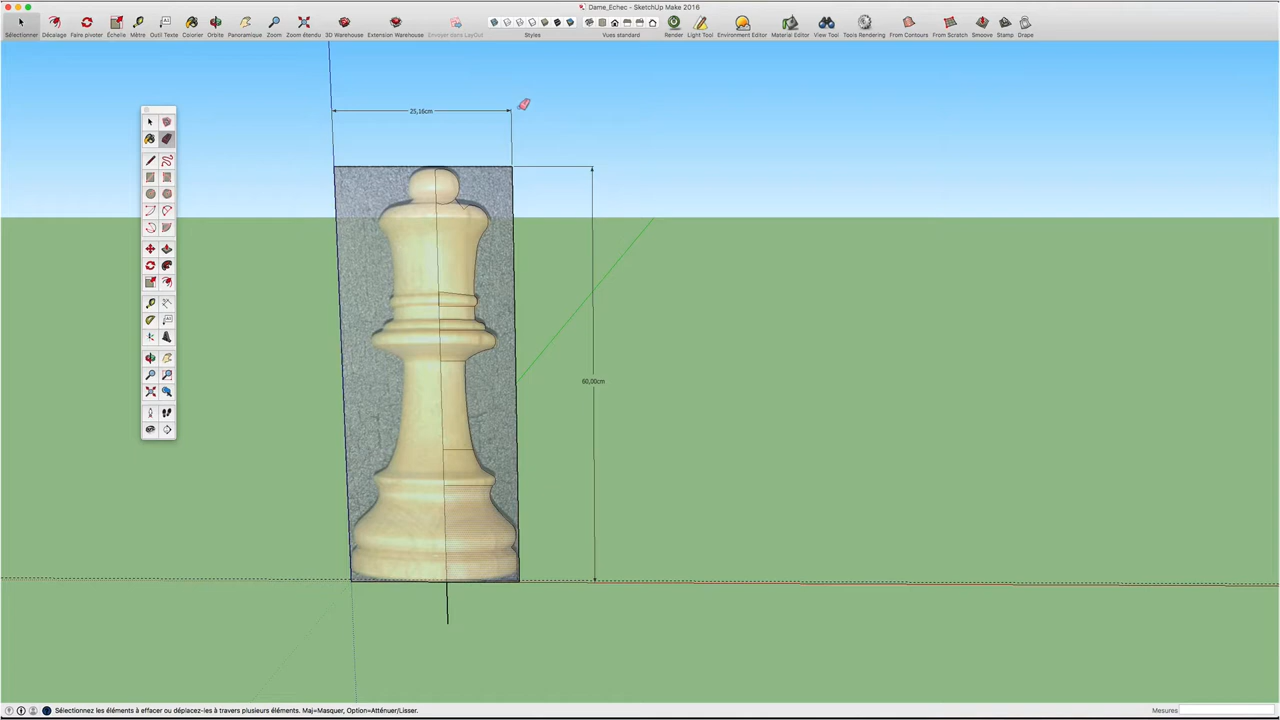 Dame_Echec - SketchUp Make 2016
Sélectionner Décalage Faire pivoter Échelle Mètre Outil Texte Colorier Orbite Panoramique Zoom Zoom étendu 3D Warehouse Extension Warehouse Envoyer dans LayOut Styles Vues standard Render Light Tool Environment Editor Material Editor View Tool Tools Rendering From Contours From Scratch Smoove Stamp Drape
25,16cm
60,00cm
Sélectionnez les éléments à effacer ou déplacez-les à travers plusieurs éléments. Maj=Masquer, Option=Atténuer/Lisser.
Mesures